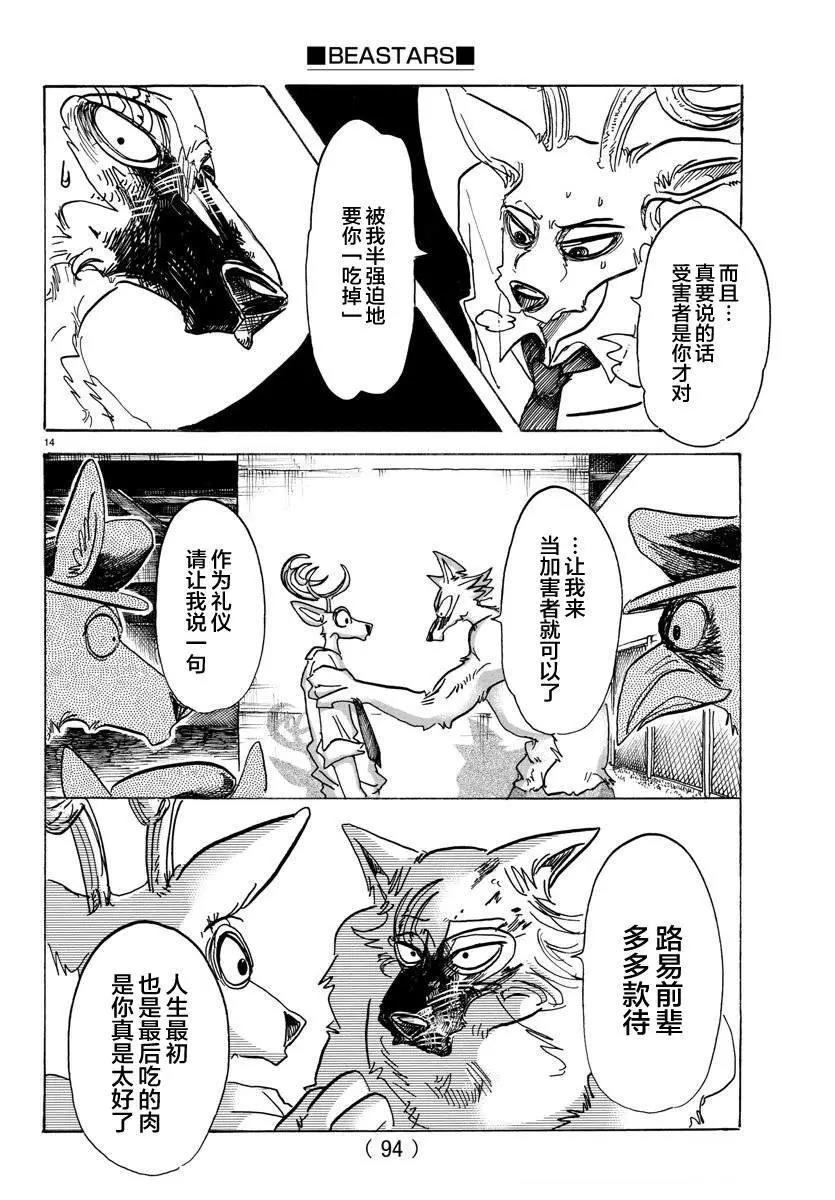 ■BEASTARS■
而且…
真要说的话
受害者是你才对
被我半强迫地
要你「吃掉」
14
…让我来
当加害者就可以了
作为礼仪
请让我说一句
路易前辈
多多款待
人生最初
也是最后吃的肉
是你真是太好了
(94)